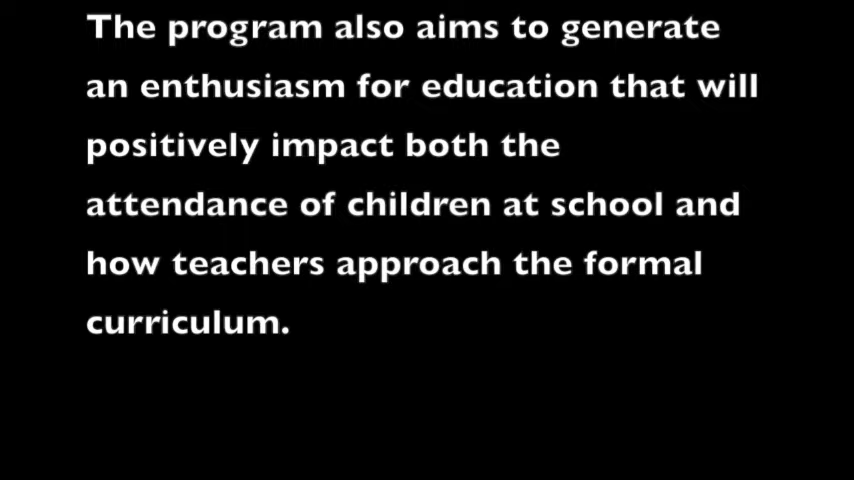 The program also aims to generate
an enthusiasm for education that will
positively impact both the
attendance of children at school and
how teachers approach the formal
curriculum.